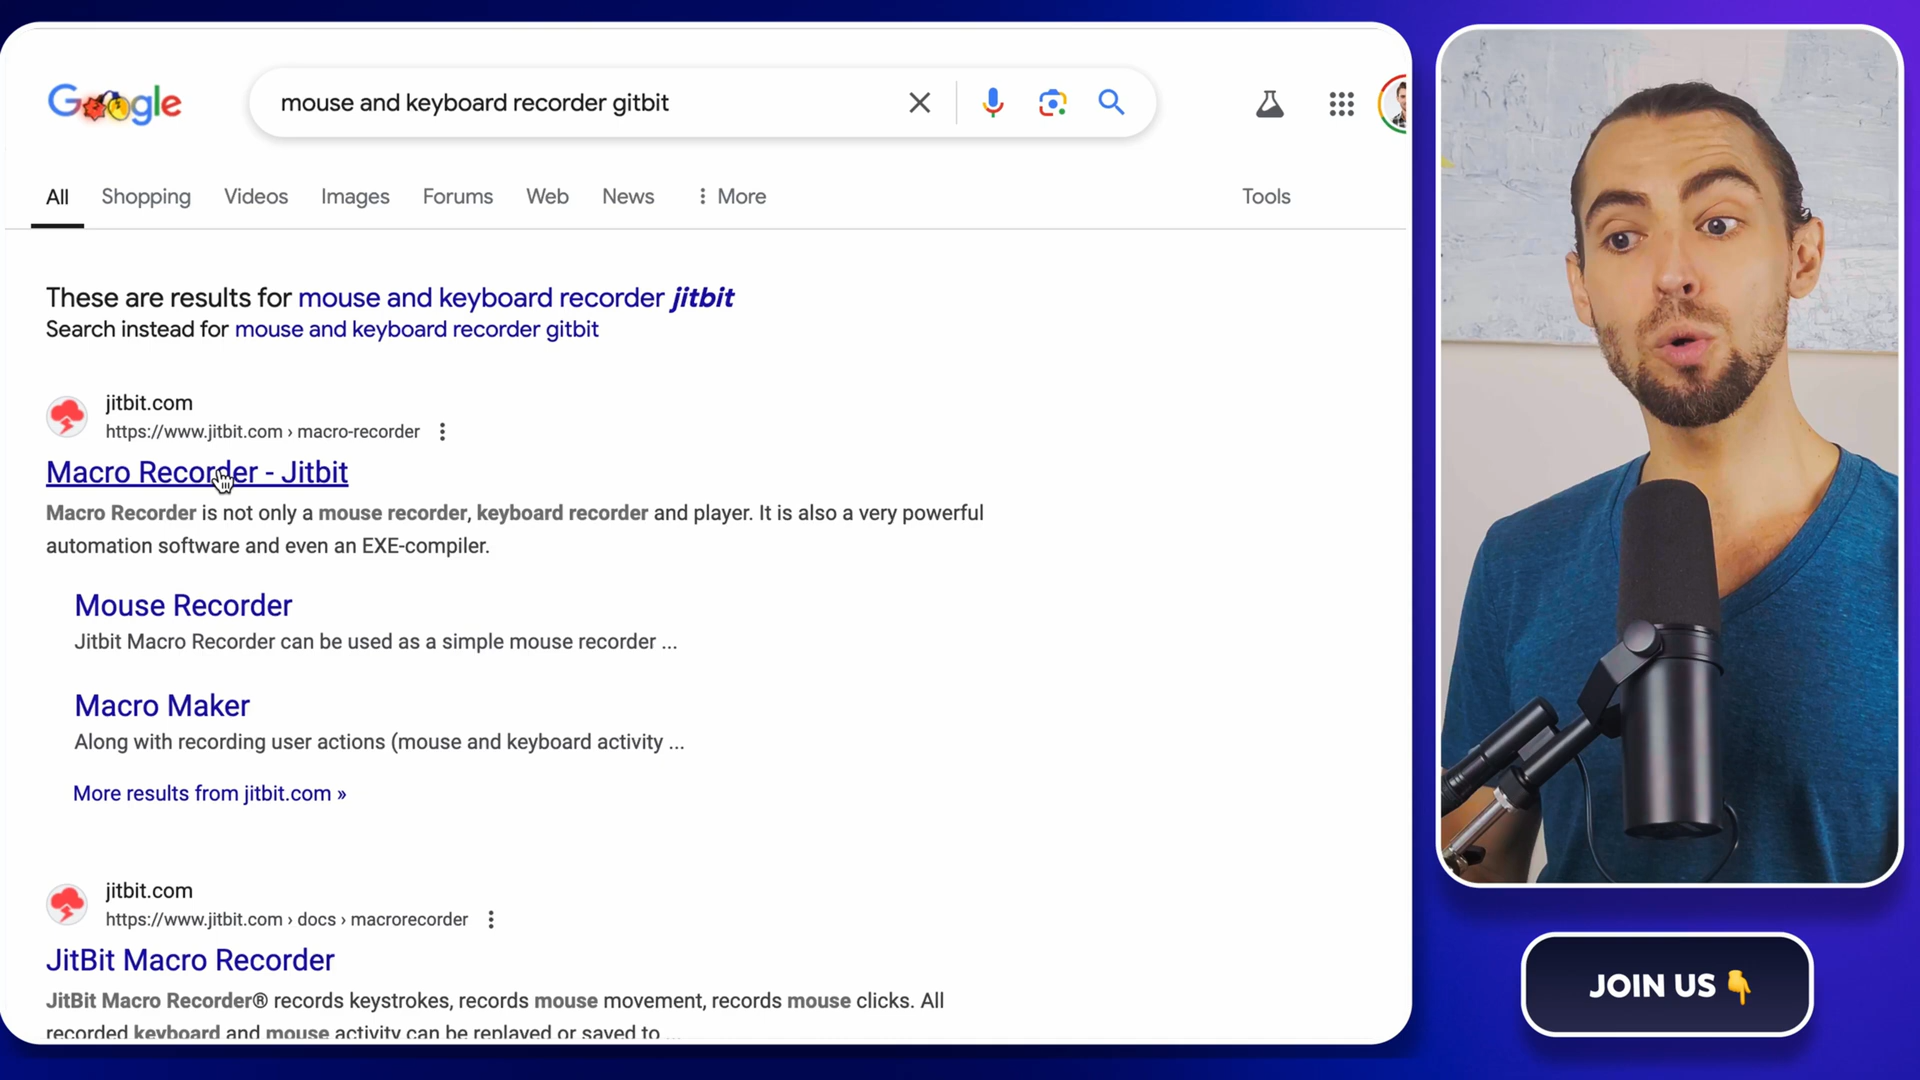 Google
mouse and keyboard recorder gitbit
All Shopping Videos Images Forums Web News More Tools
These are results for mouse and keyboard recorder jitbit
Search instead for mouse and keyboard recorder gitbit
jitbit.com
https://www.jitbit.com › macro-recorder
Macro Recorder - Jitbit
Macro Recorder is not only a mouse recorder, keyboard recorder and player. It is also a very powerful
automation software and even an EXE-compiler.
Mouse Recorder
Jitbit Macro Recorder can be used as a simple mouse recorder ...
Macro Maker
Along with recording user actions (mouse and keyboard activity ...
More results from jitbit.com »
jitbit.com
https://www.jitbit.com › docs › macrorecorder
JitBit Macro Recorder
JitBit Macro Recorder® records keystrokes, records mouse movement, records mouse clicks. All
recorded keyboard and mouse activity can be replayed or saved to ...
JOIN US 👇